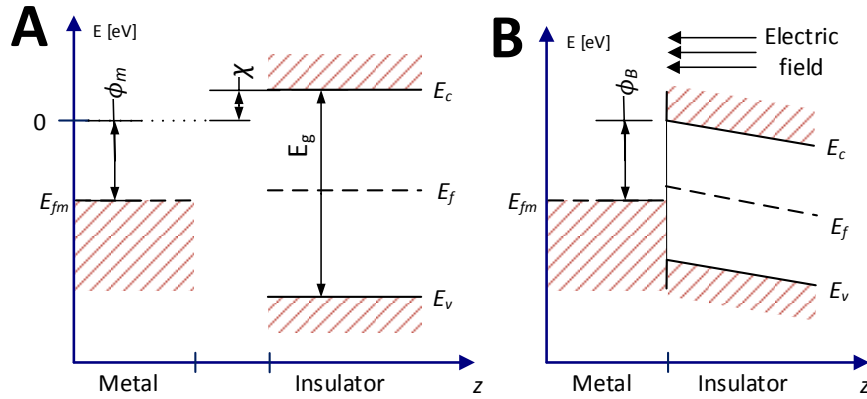 A
E [eV]
ϕm
χ
Ec
0
Eg
Efm
Ef
Ev
Metal
Insulator
z
B
E [eV]
Electric
field
ϕB
Ec
Efm
Ef
Ev
Metal
Insulator
z